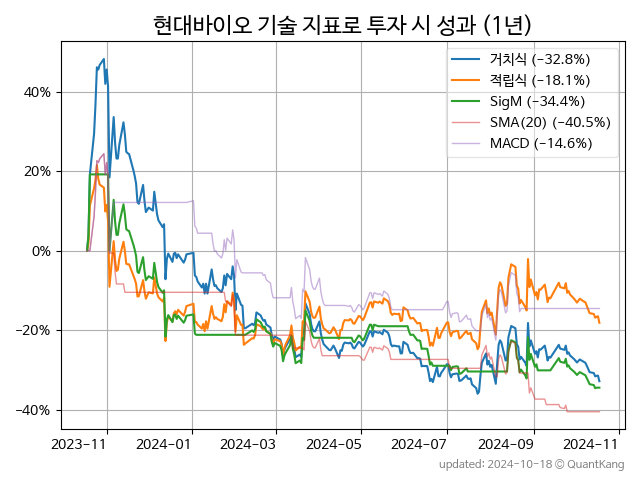 현대바이오 기술 지표로 투자 시 성과 (1년)
거치식 (−32.8%)
적립식 (−18.1%)
SigM (−34.4%)
SMA(20) (−40.5%)
MACD (−14.6%)
40%
20%
0%
−20%
−40%
2023-11 2024-01 2024-03 2024-05 2024-07 2024-09 2024-11
updated: 2024-10-18 © QuantKang